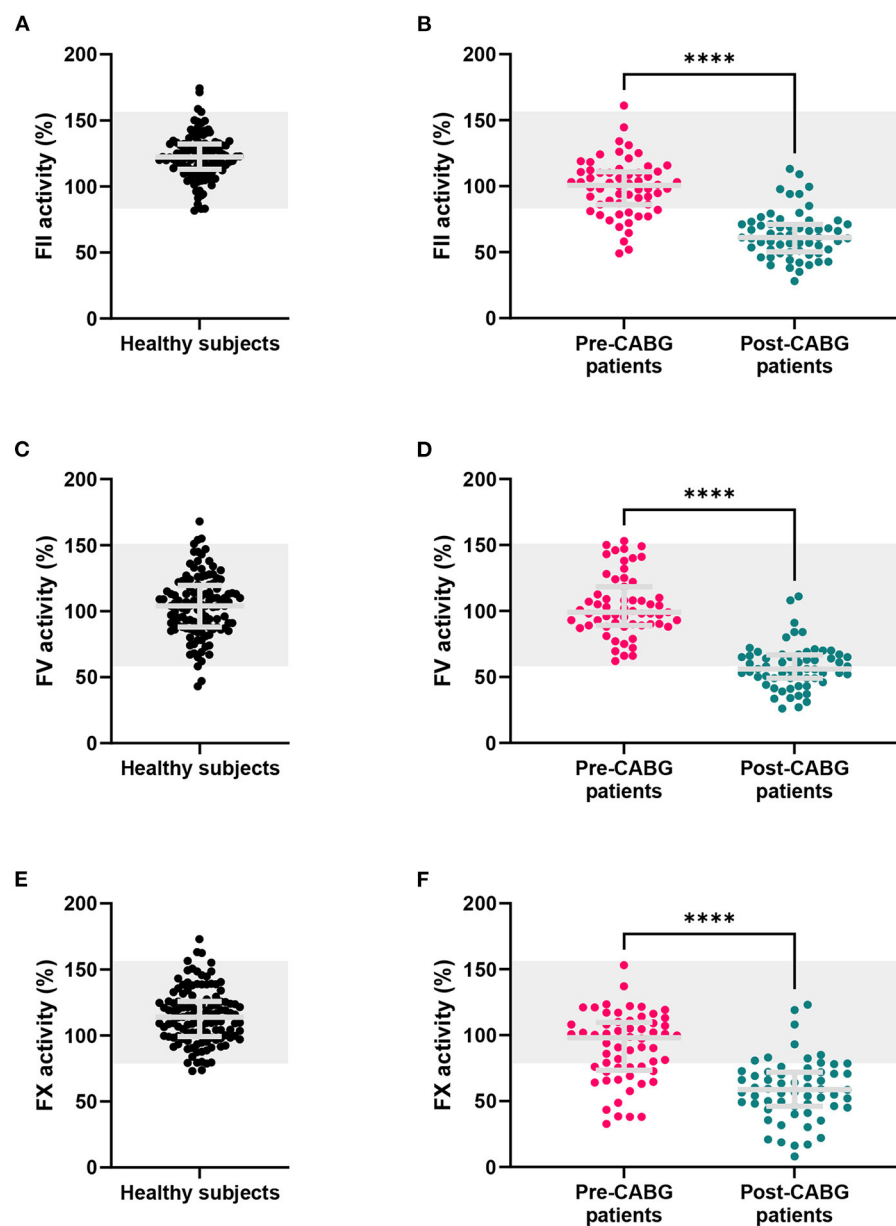 A
B
200
150
100
50
0
FII activity (%)
Healthy subjects
200
150
100
50
0
FII activity (%)
****
Pre-CABG
patients
Post-CABG
patients
C
D
200
150
100
50
0
FV activity (%)
Healthy subjects
200
150
100
50
0
FV activity (%)
****
Pre-CABG
patients
Post-CABG
patients
E
F
200
150
100
50
0
FX activity (%)
Healthy subjects
200
150
100
50
0
FX activity (%)
****
Pre-CABG
patients
Post-CABG
patients